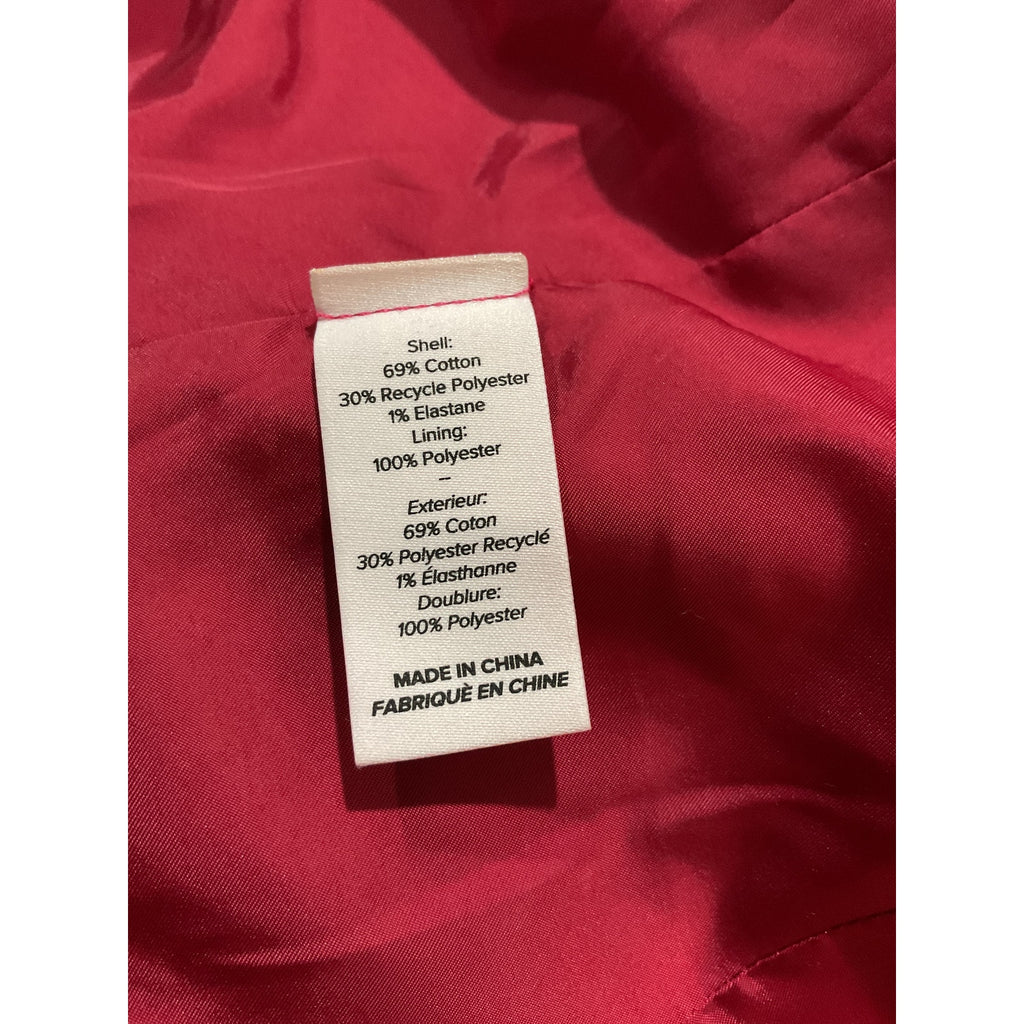 Shell:
69% Cotton
30% Recycle Polyester
1% Elastane
Lining:
100% Polyester
–
Exterieur:
69% Coton
30% Polyester Recyclé
1% Élasthanne
Doublure:
100% Polyester
MADE IN CHINA
FABRIQUÈ EN CHINE